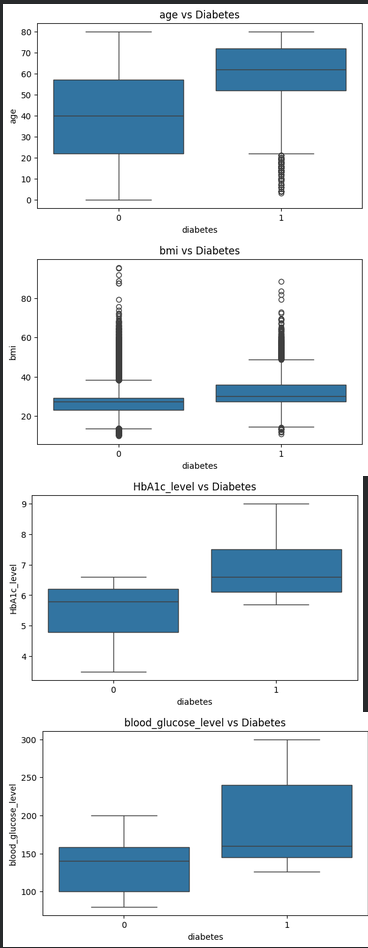 age vs Diabetes
80
70
60
50
40
30
20
10
0
age
0 1
diabetes
bmi vs Diabetes
80
60
40
20
bmi
0 1
diabetes
HbA1c_level vs Diabetes
9
8
7
6
5
4
HbA1c_level
0 1
diabetes
blood_glucose_level vs Diabetes
300
250
200
150
100
blood_glucose_level
0 1
diabetes